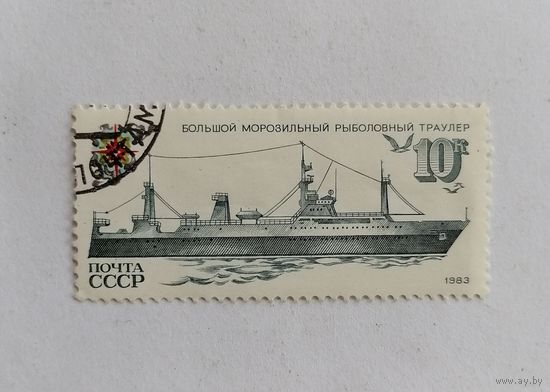 БОЛЬШОЙ МОРОЗИЛЬНЫЙ РЫБОЛОВНЫЙ ТРАУЛЕР
10К
ПОЧТА
СССР
1983
www.ay.by